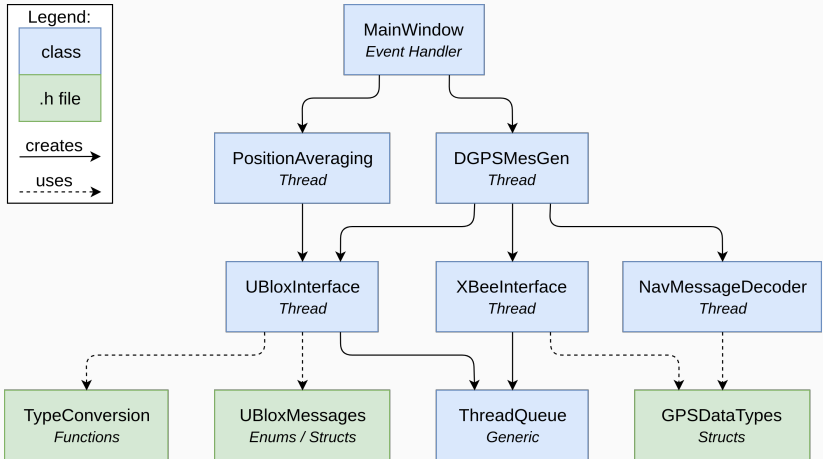 Legend:
class
.h file
creates
uses
MainWindow
Event Handler
PositionAveraging
Thread
DGPSMesGen
Thread
UBloxInterface
Thread
XBeeInterface
Thread
NavMessageDecoder
Thread
TypeConversion
Functions
UBloxMessages
Enums / Structs
ThreadQueue
Generic
GPSDataTypes
Structs